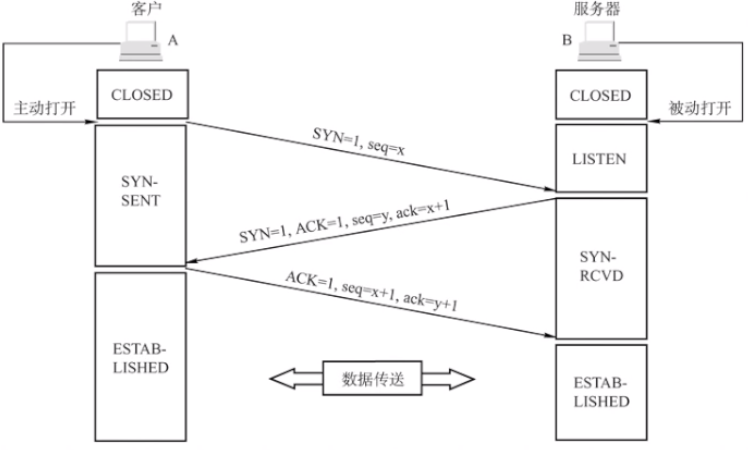 客户
服务器
A
B
CLOSED
CLOSED
主动打开
被动打开
SYN=1, seq=x
LISTEN
SYN-
SENT
SYN=1, ACK=1, seq=y, ack=x+1
SYN-
RCVD
ACK=1, seq=x+1, ack=y+1
ESTAB-
LISHED
数据传送
ESTAB-
LISHED